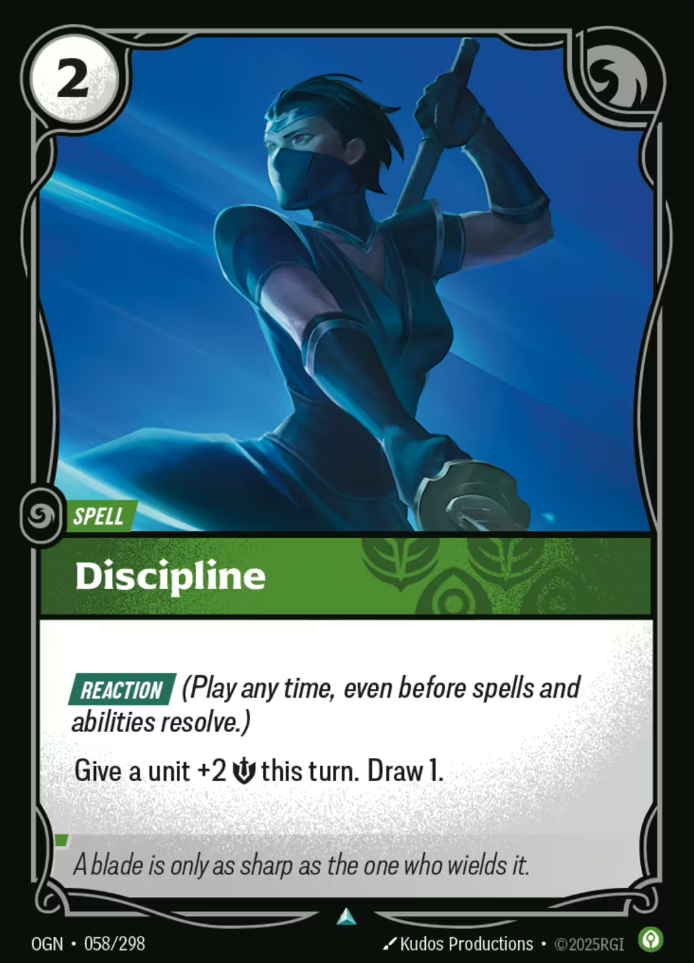 2
SPELL
Discipline
REACTION (Play any time, even before spells and
abilities resolve.)
Give a unit +2 this turn. Draw 1.
A blade is only as sharp as the one who wields it.
OGN • 058/298
Kudos Productions • ©2025RGI